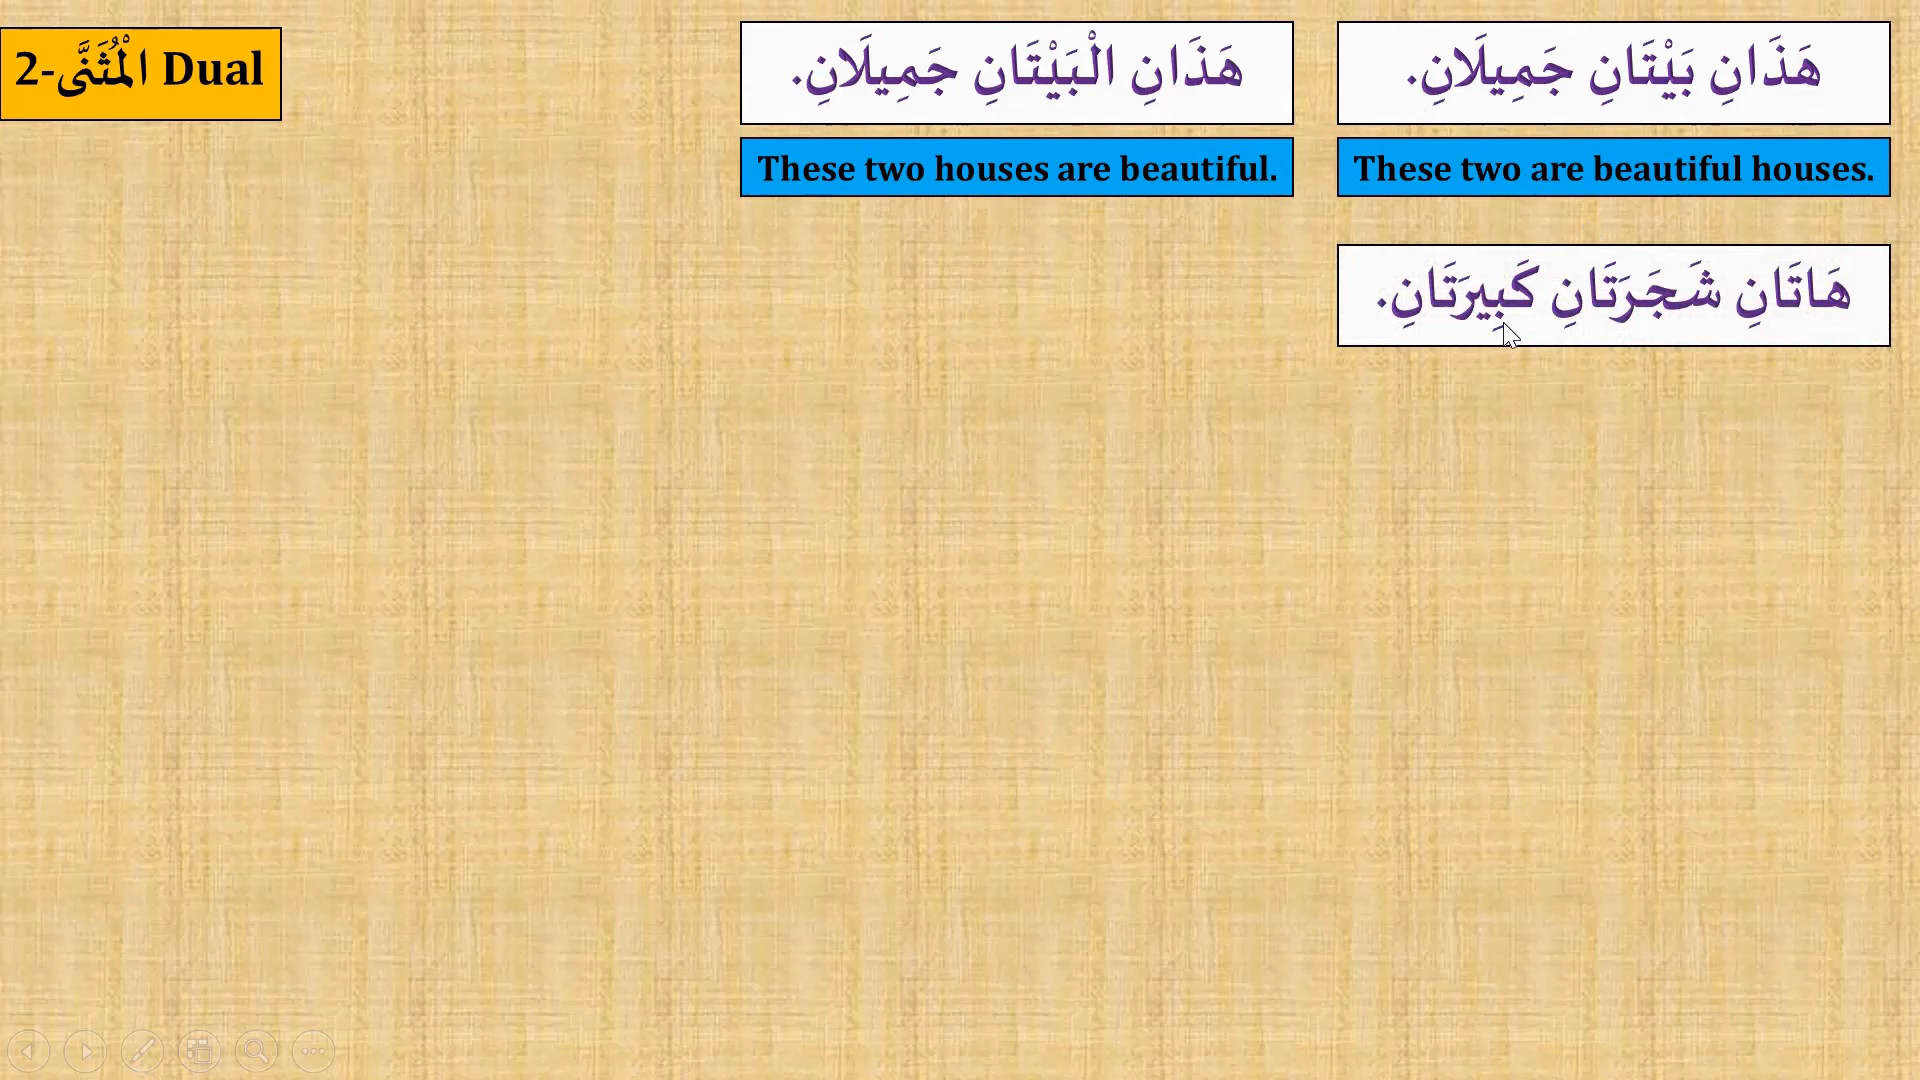 2-الْمُثَنَّى Dual
هَذَانِ بَيْتَانِ جَمِيلَانِ.
هَذَانِ الْبَيْتَانِ جَمِيلَانِ.
These two are beautiful houses.
These two houses are beautiful.
هَاتَانِ شَجَرَتَانِ كَبِيرَتَانِ.